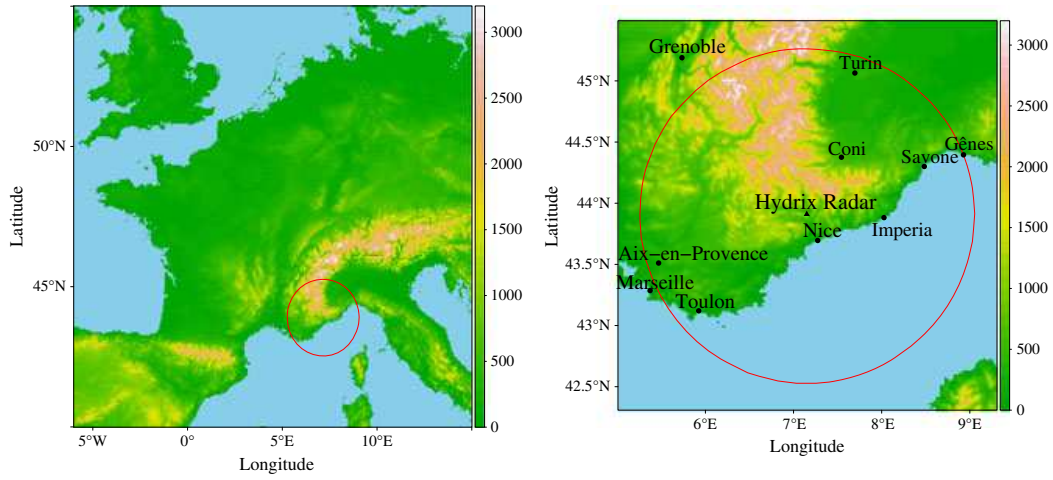 Latitude
50°N
45°N
5°W
0°
5°E
10°E
Longitude
3000
2500
2000
1500
1000
500
0
Latitude
45°N
44.5°N
44°N
43.5°N
43°N
42.5°N
Grenoble
Turin
Coni
Gênes
Savone
Hydrix Radar
Nice
Imperia
Aix−en−Provence
Marseille
Toulon
6°E
7°E
8°E
9°E
Longitude
3000
2500
2000
1500
1000
500
0